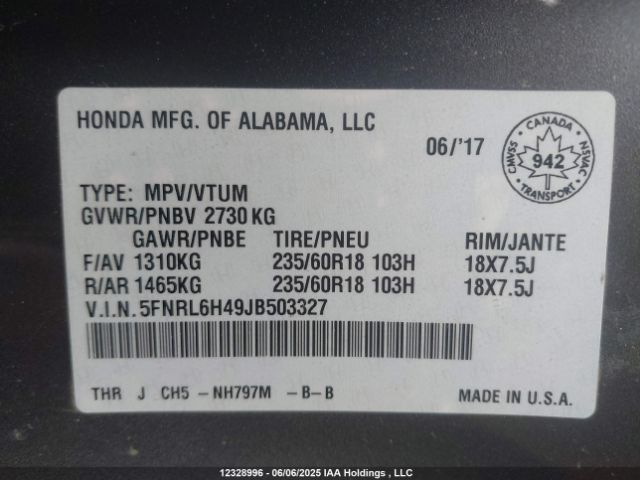 HONDA MFG. OF ALABAMA, LLC
06/'17
CANADA
CMVSS
942
NSVAC
TRANSPORT
TYPE: MPV/VTUM
GVWR/PNBV 2730 KG
GAWR/PNBE TIRE/PNEU RIM/JANTE
F/AV 1310KG 235/60R18 103H 18X7.5J
R/AR 1465KG 235/60R18 103H 18X7.5J
V.I.N. 5FNRL6H49JB503327
THR J CH5 - NH797M - B - B MADE IN U.S.A.
12328996 - 06/06/2025 IAA Holdings , LLC